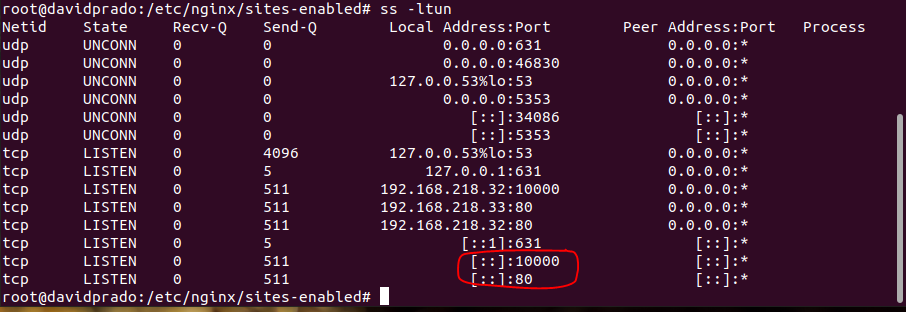 root@davidprado:/etc/nginx/sites-enabled# ss -ltun
Netid State Recv-Q Send-Q Local Address:Port Peer Address:Port Process
udp UNCONN 0 0 0.0.0.0:631 0.0.0.0:*
udp UNCONN 0 0 0.0.0.0:46830 0.0.0.0:*
udp UNCONN 0 0 127.0.0.53%lo:53 0.0.0.0:*
udp UNCONN 0 0 0.0.0.0:5353 0.0.0.0:*
udp UNCONN 0 0 [::]:34086 [::]:*
udp UNCONN 0 0 [::]:5353 [::]:*
tcp LISTEN 0 4096 127.0.0.53%lo:53 0.0.0.0:*
tcp LISTEN 0 5 127.0.0.1:631 0.0.0.0:*
tcp LISTEN 0 511 192.168.218.32:10000 0.0.0.0:*
tcp LISTEN 0 511 192.168.218.33:80 0.0.0.0:*
tcp LISTEN 0 511 192.168.218.32:80 0.0.0.0:*
tcp LISTEN 0 5 [::1]:631 [::]:*
tcp LISTEN 0 511 [::]:10000 [::]:*
tcp LISTEN 0 511 [::]:80 [::]:*
root@davidprado:/etc/nginx/sites-enabled#